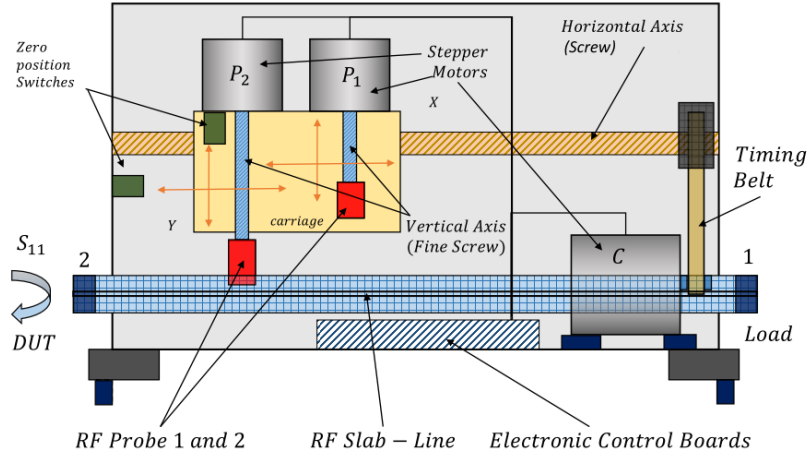 Horizontal Axis
(Screw)
Zero
position
Switches
P2
P1
Stepper
Motors
X
Timing
Belt
Y
carriage
Vertical Axis
(Fine Screw)
S11
2
C
1
DUT
Load
RF Probe 1 and 2
RF Slab − Line
Electronic Control Boards